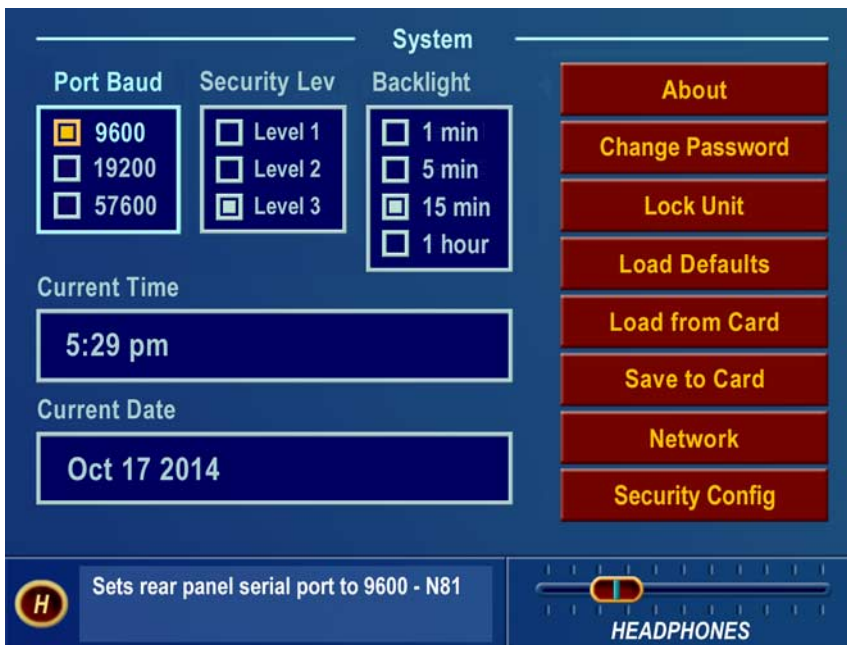 System
Port Baud
9600
19200
57600
Security Lev
Level 1
Level 2
Level 3
Backlight
1 min
5 min
15 min
1 hour
Current Time
5:29 pm
Current Date
Oct 17 2014
About
Change Password
Lock Unit
Load Defaults
Load from Card
Save to Card
Network
Security Config
H
Sets rear panel serial port to 9600 - N81
HEADPHONES